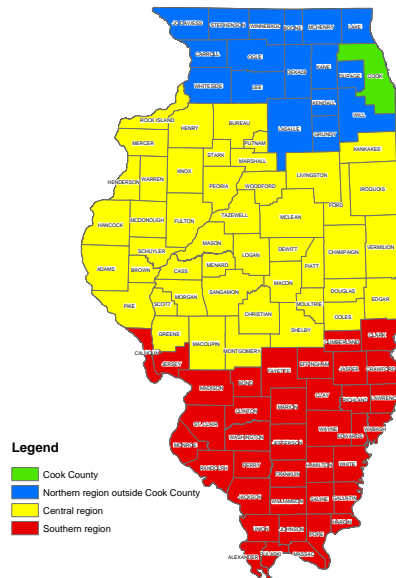 JO DAVIESS STEPHENSON WINNEBAGO BOONE MCHENRY LAKE
CARROLL OGLE
DEKALB KANE
DUPAGE COOK
WHITESIDE LEE
KENDALL
WILL
ROCK ISLAND
HENRY BUREAU
LASALLE GRUNDY
MERCER
PUTNAM
KANKAKEE
STARK
MARSHALL
KNOX
LIVINGSTON
HENDERSON WARREN
PEORIA WOODFORD
IROQUOIS
FORD
HANCOCK MCDONOUGH
FULTON
TAZEWELL
MCLEAN
MASON
SCHUYLER
LOGAN
DEWITT
CHAMPAIGN
VERMILION
ADAMS BROWN CASS
MENARD
PIATT
MACON
DOUGLAS
SANGAMON
PIKE
SCOTT MORGAN
MOULTRIE
EDGAR
CHRISTIAN
COLES
GREENE
MACOUPIN
SHELBY
CLARK
CUMBERLAND
CALHOUN
JERSEY
MONTGOMERY
FAYETTE EFFINGHAM JASPER CRAWFORD
MADISON BOND
CLAY RICHLAND LAWRENCE
CLINTON MARION
ST. CLAIR
WAYNE EDWARDS WABASH
WASHINGTON JEFFERSON
MONROE
RANDOLPH PERRY
HAMILTON WHITE
FRANKLIN
JACKSON WILLIAMSON SALINE GALLATIN
HARDIN
UNION JOHNSON
POPE
ALEXANDER PULASKI MASSAC
Legend
Cook County
Northern region outside Cook County
Central region
Southern region